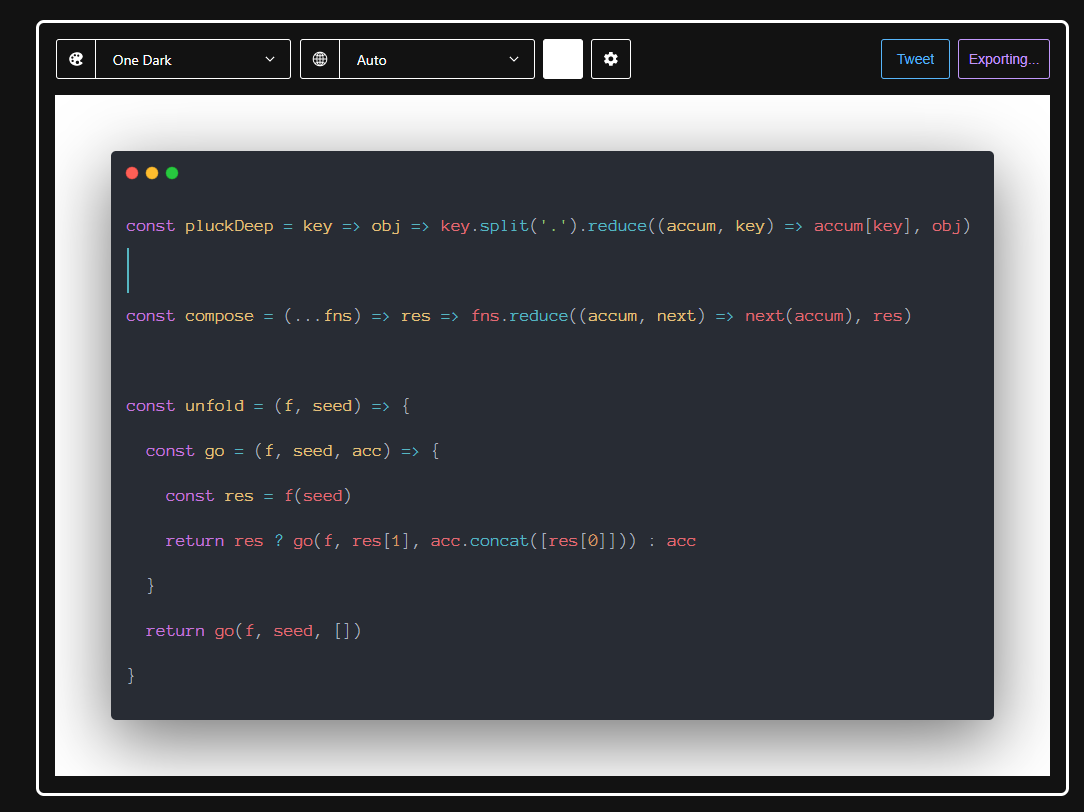 One Dark
Auto
Tweet
Exporting...
const pluckDeep = key => obj => key.split('.').reduce((accum, key) => accum[key], obj)
const compose = (...fns) => res => fns.reduce((accum, next) => next(accum), res)
const unfold = (f, seed) => {
  const go = (f, seed, acc) => {
    const res = f(seed)
    return res ? go(f, res[1], acc.concat([res[0]])) : acc
  }
  return go(f, seed, [])
}